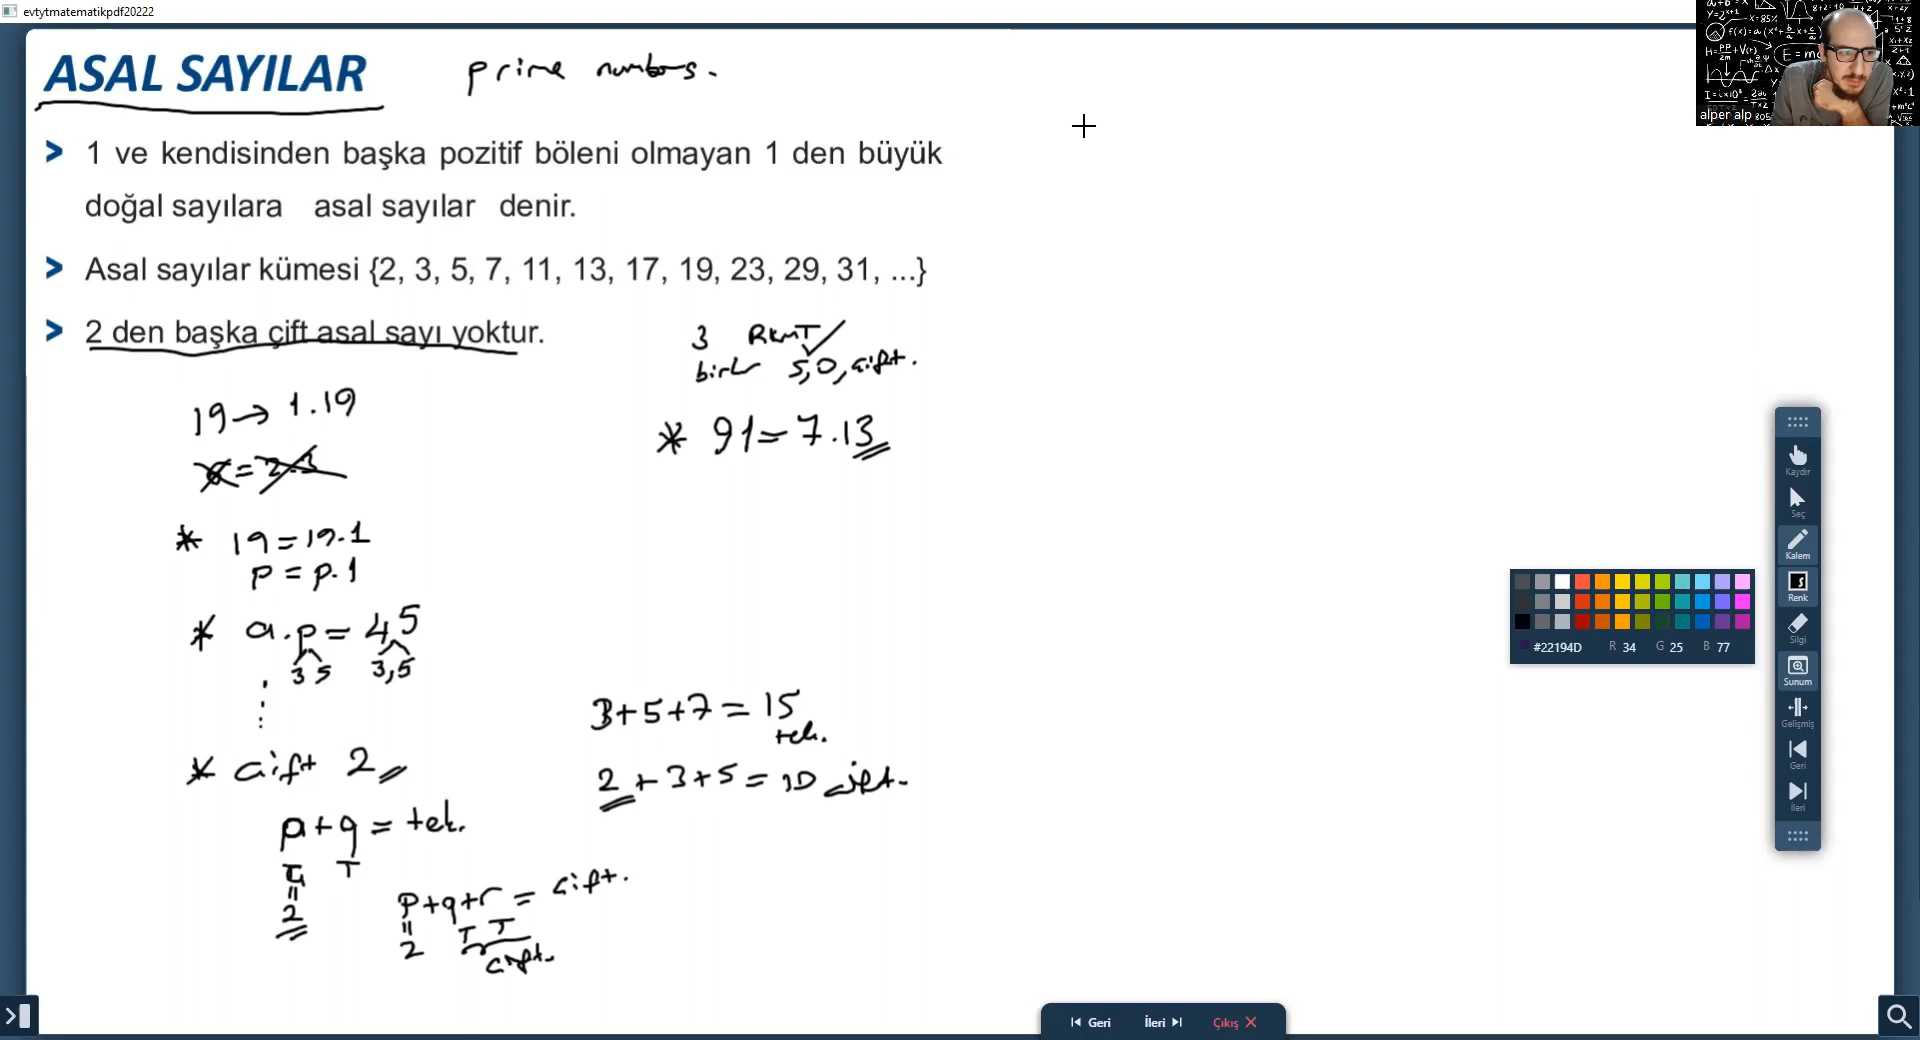 evtytmatematikpdf20222
ASAL SAYILAR prime numbers.
> 1 ve kendisinden başka pozitif böleni olmayan 1 den büyük
doğal sayılara asal sayılar denir.
> Asal sayılar kümesi {2, 3, 5, 7, 11, 13, 17, 19, 23, 29, 31, ...}
> 2 den başka çift asal sayı yoktur.
3 RKMT
5, 0, çift.
19 → 1.19
* 91 = 7.13
6 = 2.3
* 19 = 19.1
p = p.1
* a.p = 45
3 5 3,5
* çift 2
p+q = tek.
Ç T
=
2
p+q+r = çift.
= T T
2 çift.
3+5+7 = 15
tek.
2+3+5 = 10 çift.
alper alp
Kaydır
Seç
Kalem
Renk
Silgi
Sunum
Gelişmiş
Geri
İleri
#22194D R 34 G 25 B 77
Geri İleri Çıkış